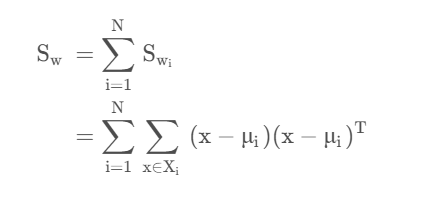 $S_w = \sum_{i=1}^{N} S_{w_i}$
$= \sum_{i=1}^{N} \sum_{x \in X_i} (x - \mu_i)(x - \mu_i)^T$